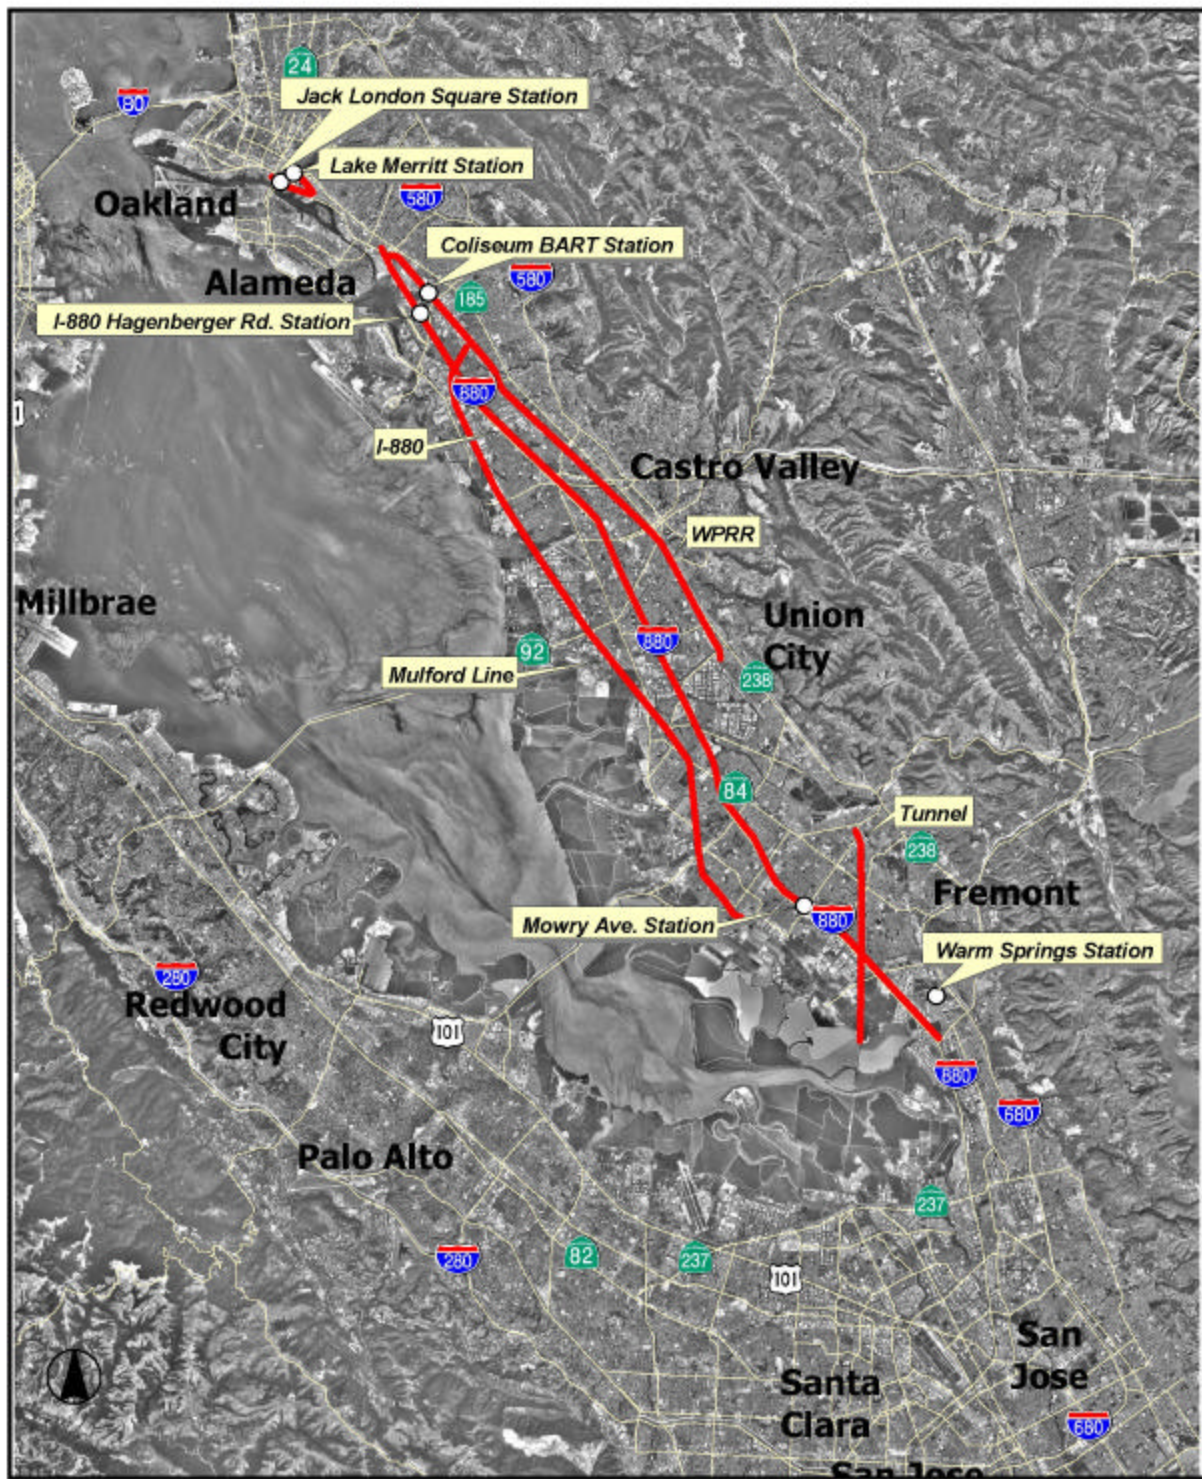 24
80
Jack London Square Station
Lake Merritt Station
Oakland
580
Coliseum BART Station
Alameda
580
185
I-880 Hagenberger Rd. Station
880
1
I-880
Castro Valley
WPRR
Millbrae
Union
City
880
92
Mulford Line
238
84
Tunnel
238
Fremont
Mowry Ave. Station
880
Warm Springs Station
280
Redwood
City
101
880
680
Palo Alto
237
280
82
237
101
San
Jose
Santa
Clara
680
San Jose